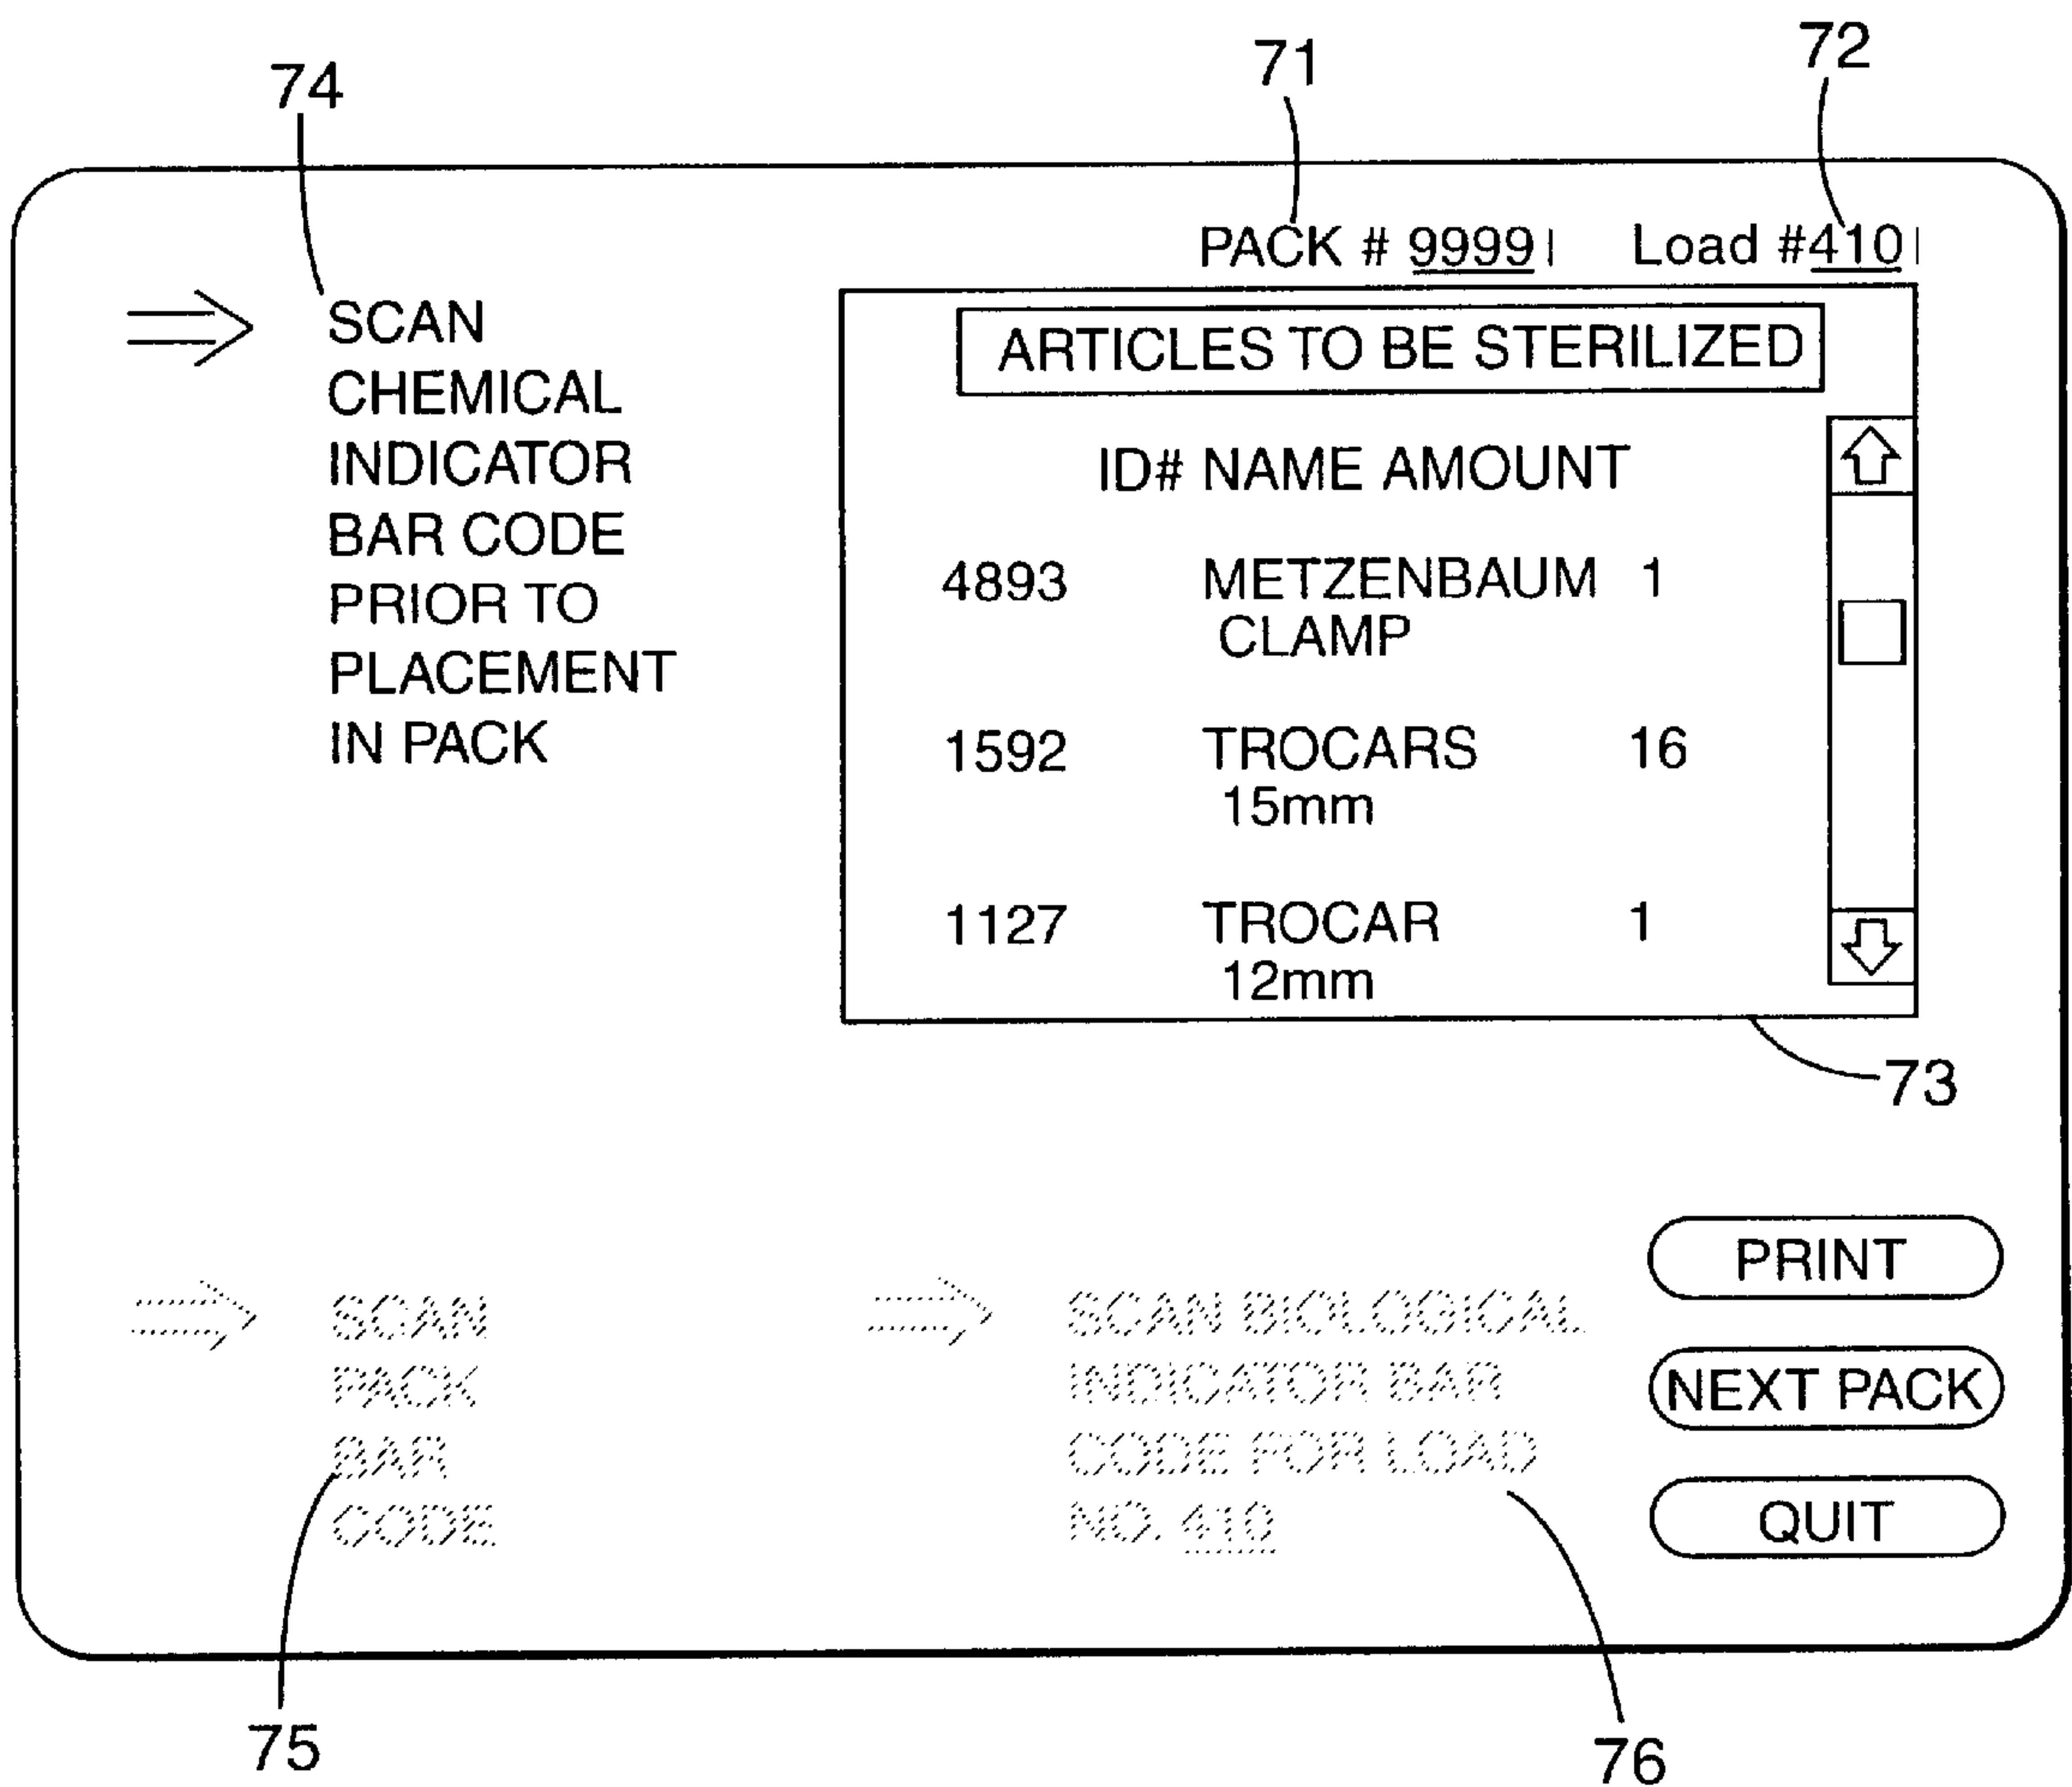 74
71
72
PACK # 9999 Load #410
SCAN
CHEMICAL
INDICATOR
BAR CODE
PRIOR TO
PLACEMENT
IN PACK
ARTICLES TO BE STERILIZED
ID# NAME AMOUNT
4893 METZENBAUM 1
CLAMP
1592 TROCARS 16
15mm
1127 TROCAR 1
12mm
73
SCAN
PACK
BAR
CODE
SCAN BIOLOGICAL
INDICATOR BAR
CODE FOR LOAD
NO. 410
PRINT
NEXT PACK
QUIT
75
76